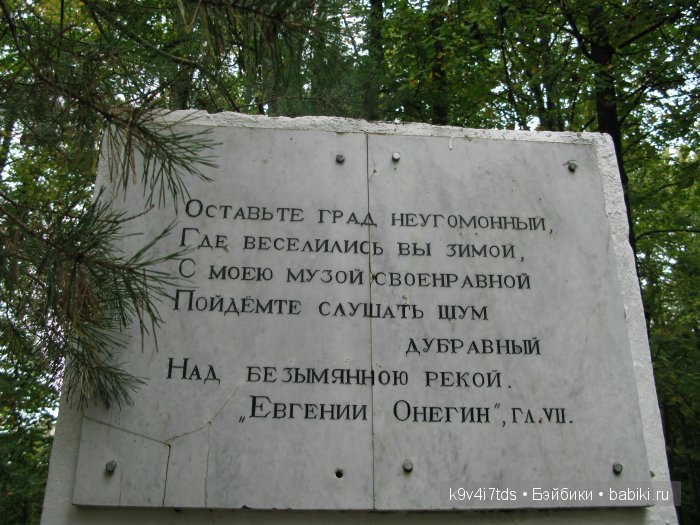 Оставьте град неугомонный,
Где веселились вы зимой,
С моею музой своенравной
Пойдёмте слушать шум
дубравный
Над безымянною рекой.
„Евгений Онегин", гл. VII.
k9v4i7tds • Бэйбики • babiki.ru